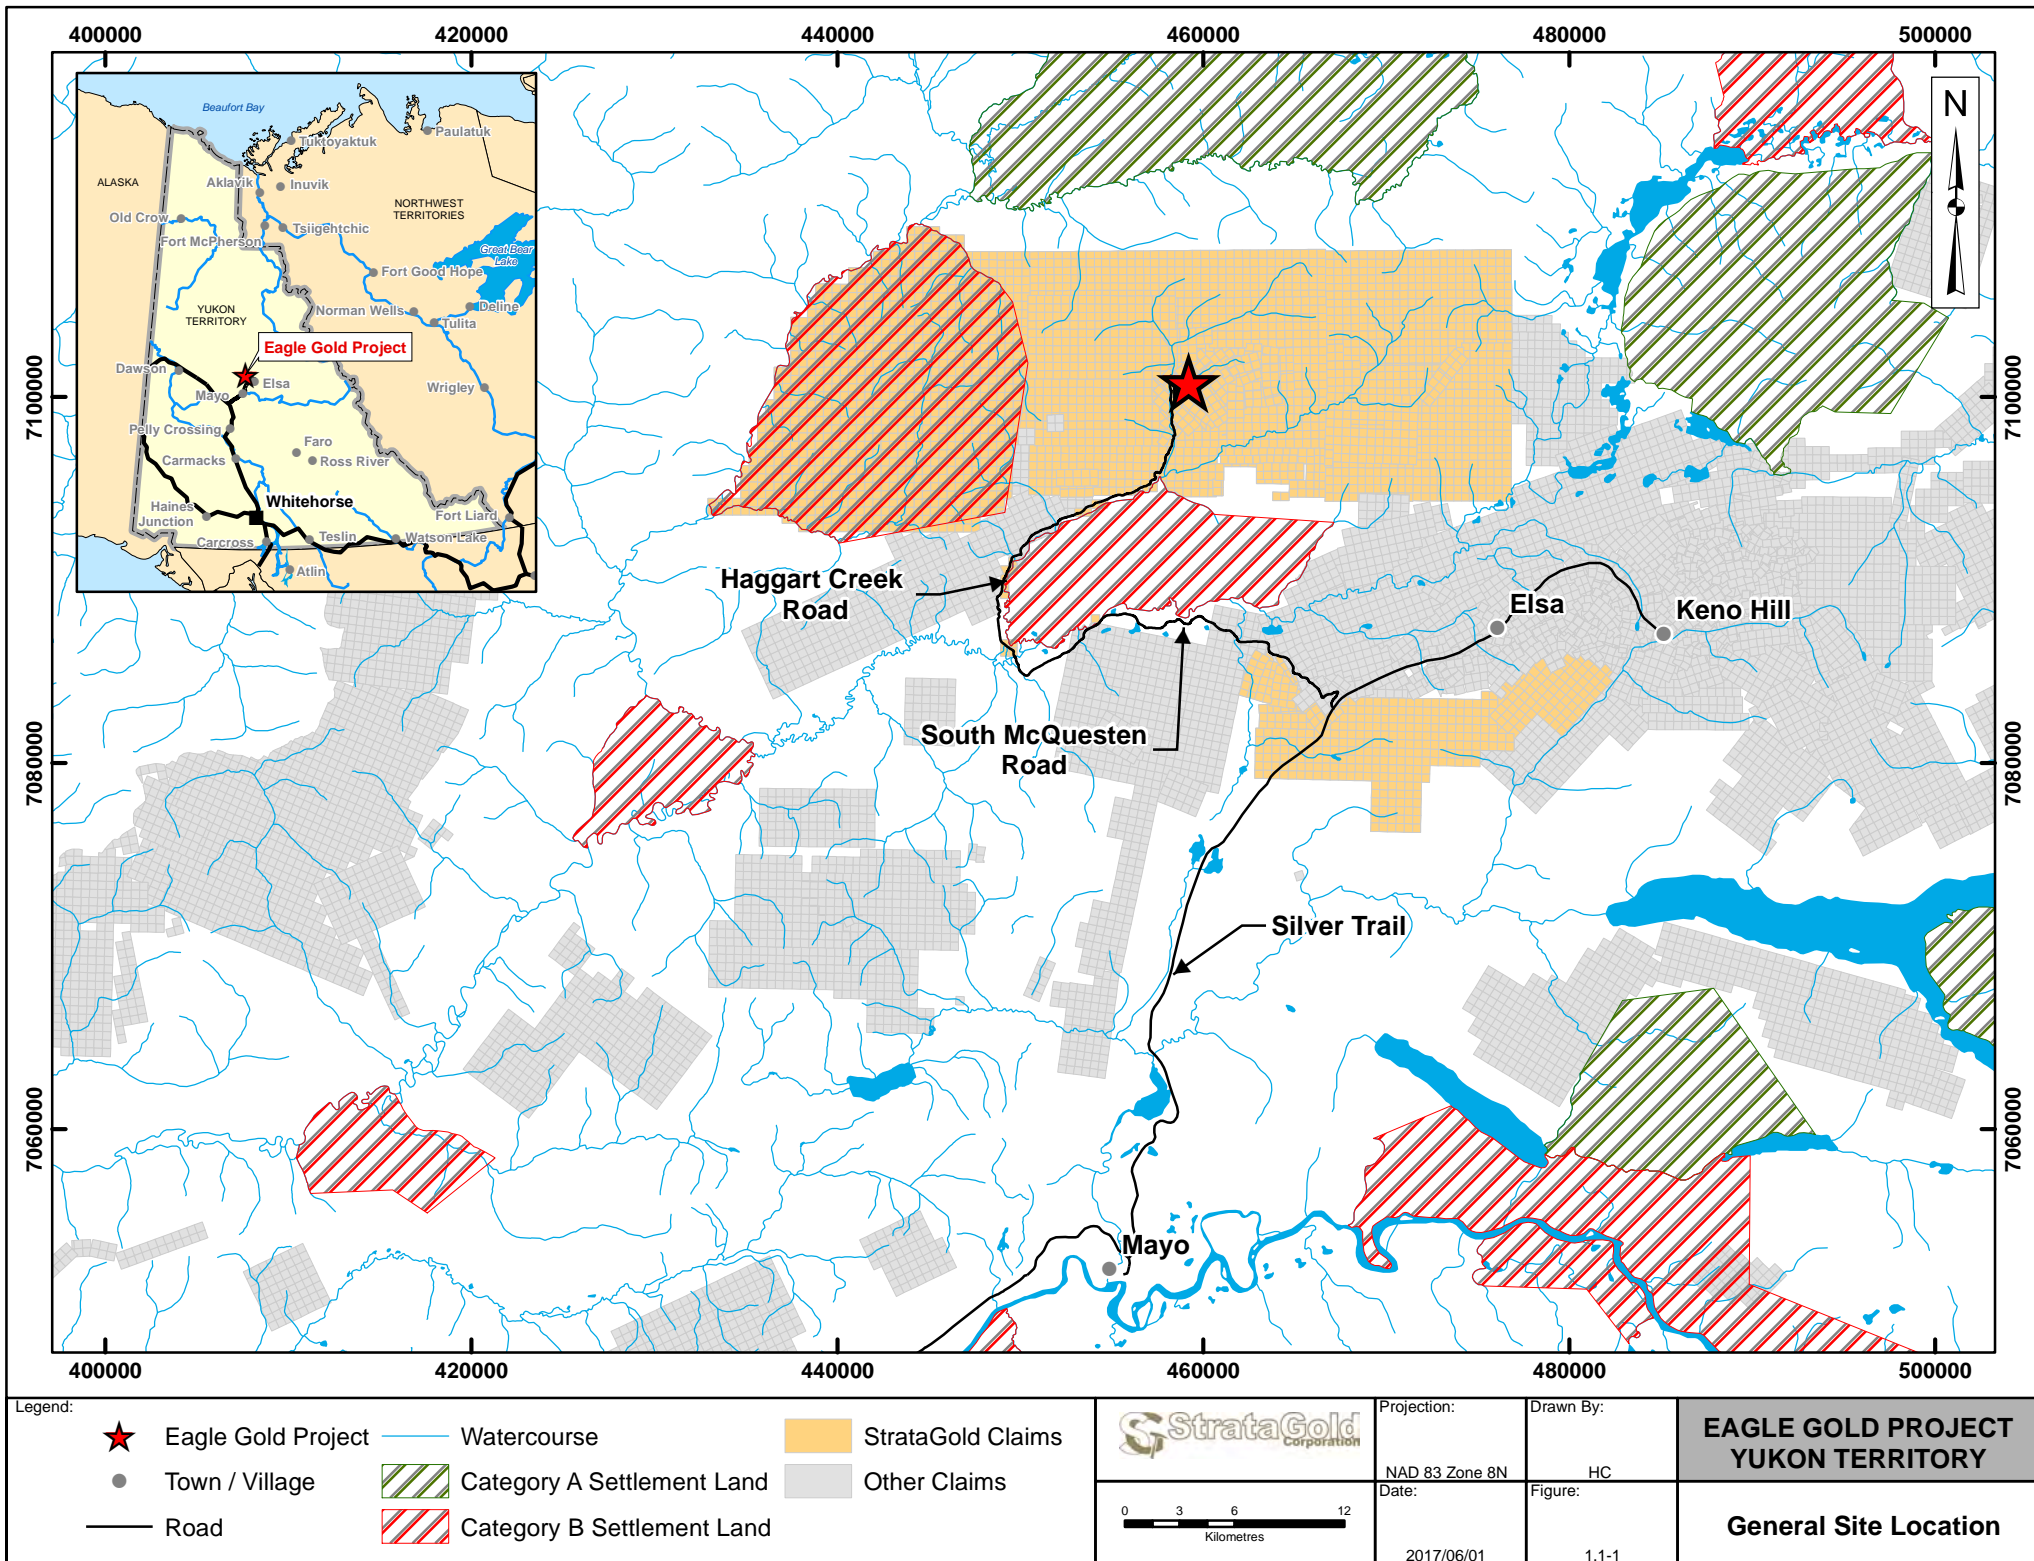 400000 420000 440000 460000 480000 500000
Beaufort Bay
Paulatuk
Tuktoyaktuk
ALASKA
Aklavik
Inuvik
NORTHWEST
TERRITORIES
Old Crow
Tsiigehtchic
Fort McPherson
Great Bear
Lake
Fort Good Hope
YUKON
TERRITORY
Norman Wells
Deline
Tulita
Eagle Gold Project
Dawson
Elsa
Mayo
Wrigley
Pelly Crossing
Faro
Carmacks
Ross River
Whitehorse
Haines
Junction
Fort Liard
Carcross
Teslin
Watson Lake
Atlin
N
7100000
7100000
Haggart Creek
Road
Elsa
Keno Hill
South McQuesten
Road
7080000
7080000
Silver Trail
7060000
7060000
Mayo
400000 420000 440000 460000 480000 500000
Legend:
Eagle Gold Project
Town / Village
Road
Watercourse
Category A Settlement Land
Category B Settlement Land
StrataGold Claims
Other Claims
StrataGold
Corporation
0 3 6 12
Kilometres
Projection:
NAD 83 Zone 8N
Drawn By:
HC
Date:
2017/06/01
Figure:
1.1-1
EAGLE GOLD PROJECT
YUKON TERRITORY
General Site Location